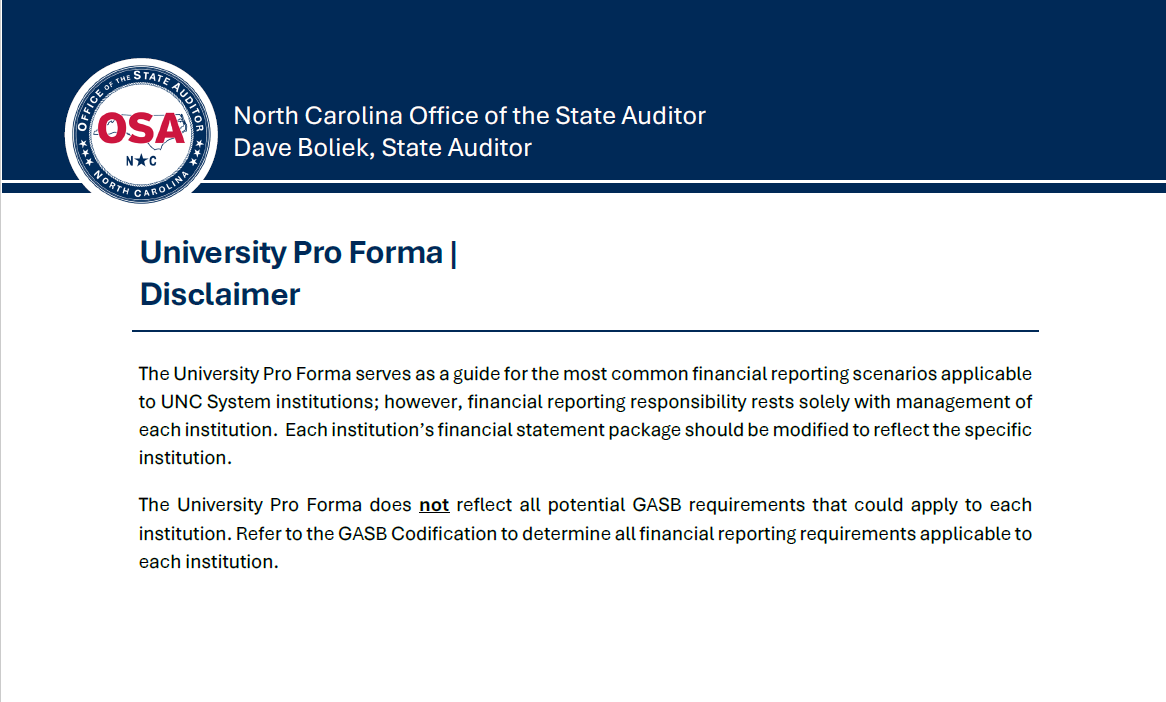 OFFICE OF THE STATE AUDITOR
OSA
N★C
NORTH CAROLINA
North Carolina Office of the State Auditor
Dave Boliek, State Auditor
University Pro Forma |
Disclaimer
The University Pro Forma serves as a guide for the most common financial reporting scenarios applicable
to UNC System institutions; however, financial reporting responsibility rests solely with management of
each institution.  Each institution’s financial statement package should be modified to reflect the specific
institution.
The University Pro Forma does not reflect all potential GASB requirements that could apply to each
institution. Refer to the GASB Codification to determine all financial reporting requirements applicable to
each institution.